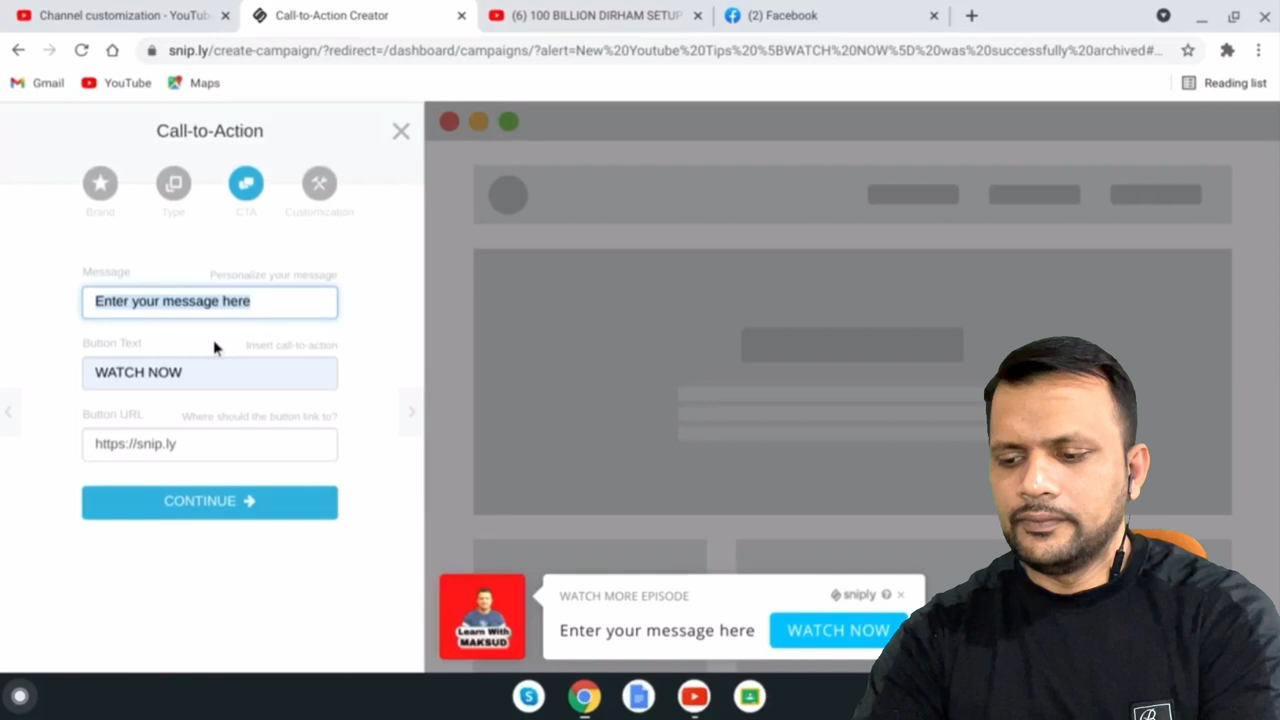 Channel customization - YouTub
Call-to-Action Creator
(6) 100 BILLION DIRHAM SETUP
(2) Facebook
snip.ly/create-campaign/?redirect=/dashboard/campaigns/?alert=New%20Youtube%20Tips%20%5BWATCH%20NOW%5D%20was%20successfully%20archived#...
Gmail
YouTube
Maps
Reading list
Call-to-Action
Brand
Type
CTA
Customization
Message
Personalize your message
Enter your message here
Button Text
Insert call-to-action
WATCH NOW
Button URL
Where should the button link to?
https://snip.ly
CONTINUE
WATCH MORE EPISODE
sniply
Enter your message here
WATCH NOW
Learn With
MAKSUD